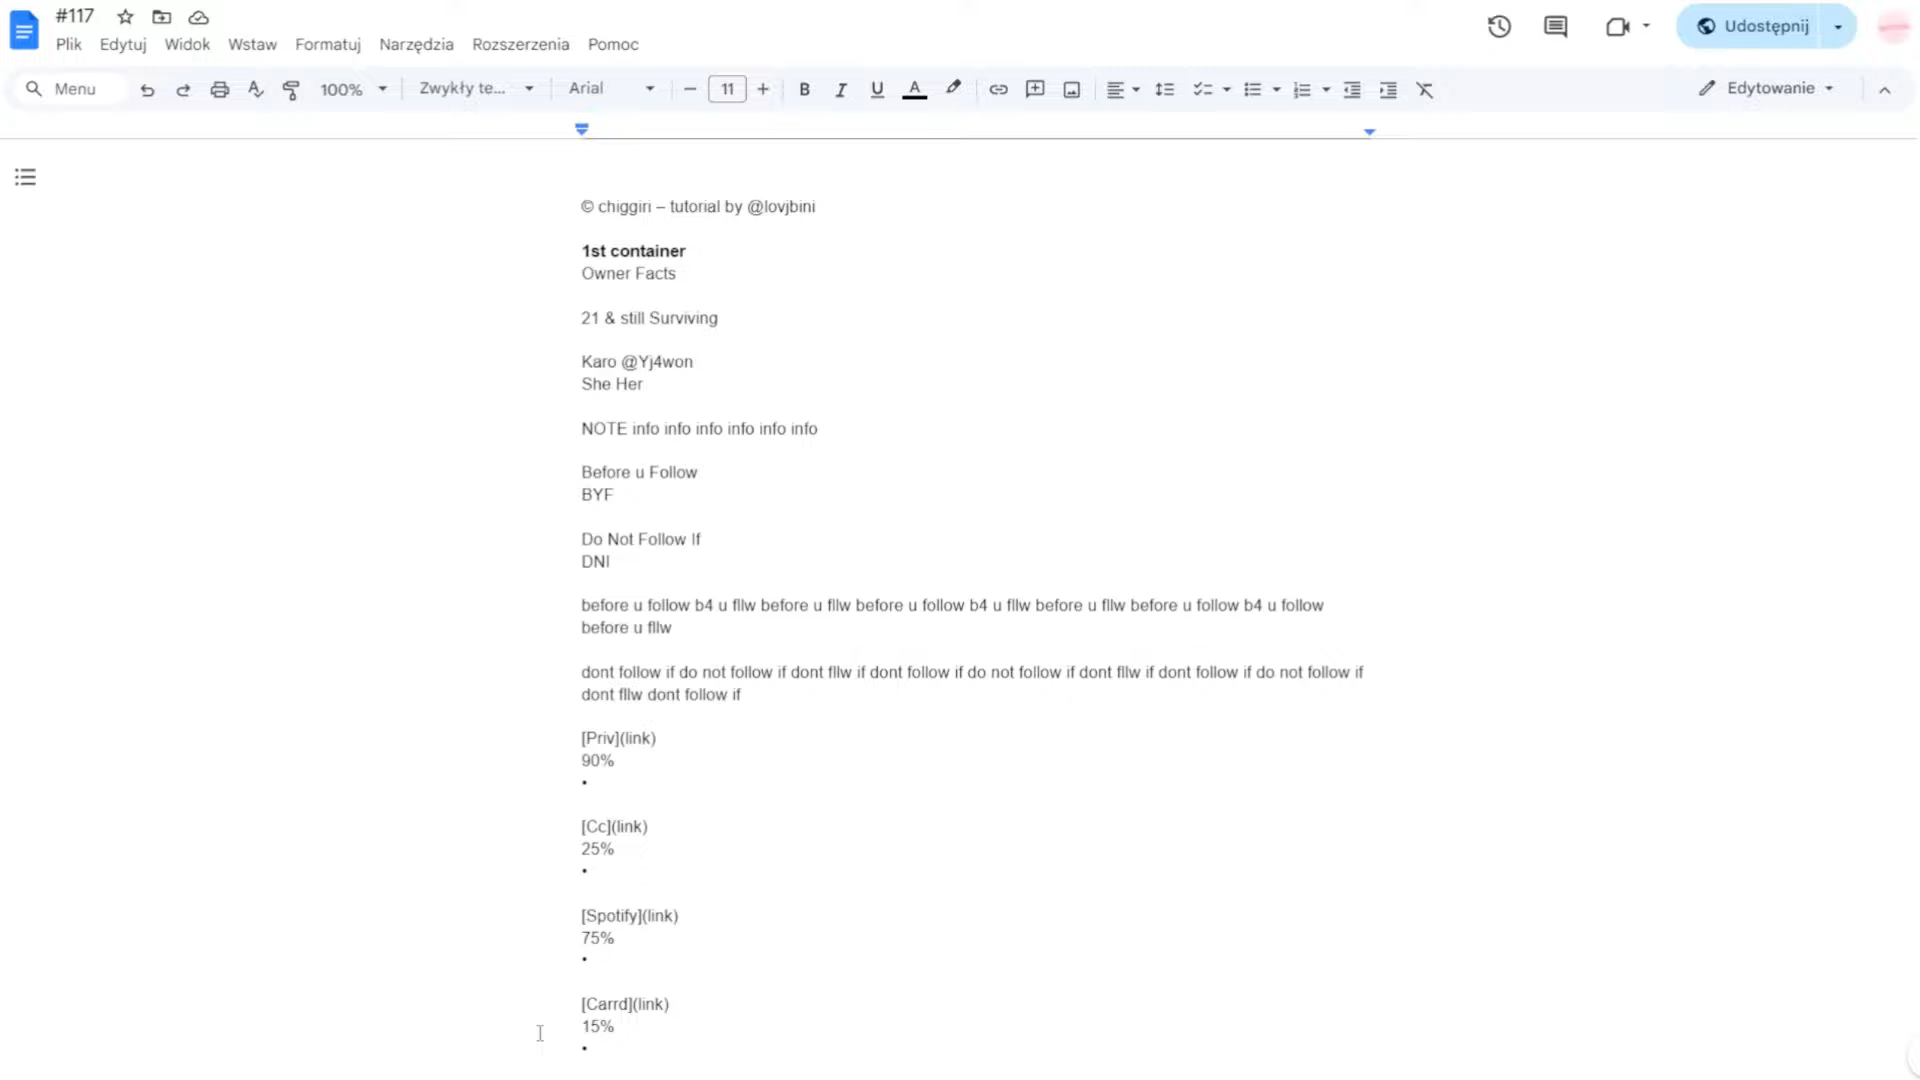 #117
Plik Edytuj Widok Wstaw Formatuj Narzędzia Rozszerzenia Pomoc
Udostępnij
Menu 100% Zwykły te... Arial 11 B I U A Edytowanie
© chiggiri – tutorial by @lovjbini
1st container
Owner Facts
21 & still Surviving
Karo @Yj4won
She Her
NOTE info info info info info info
Before u Follow
BYF
Do Not Follow If
DNI
before u follow b4 u fllw before u fllw before u follow b4 u fllw before u fllw before u follow b4 u follow
before u fllw
dont follow if do not follow if dont fllw if dont follow if do not follow if dont fllw if dont follow if do not follow if
dont fllw dont follow if
[Priv](link)
90%
•
[Cc](link)
25%
•
[Spotify](link)
75%
•
[Carrd](link)
15%
•